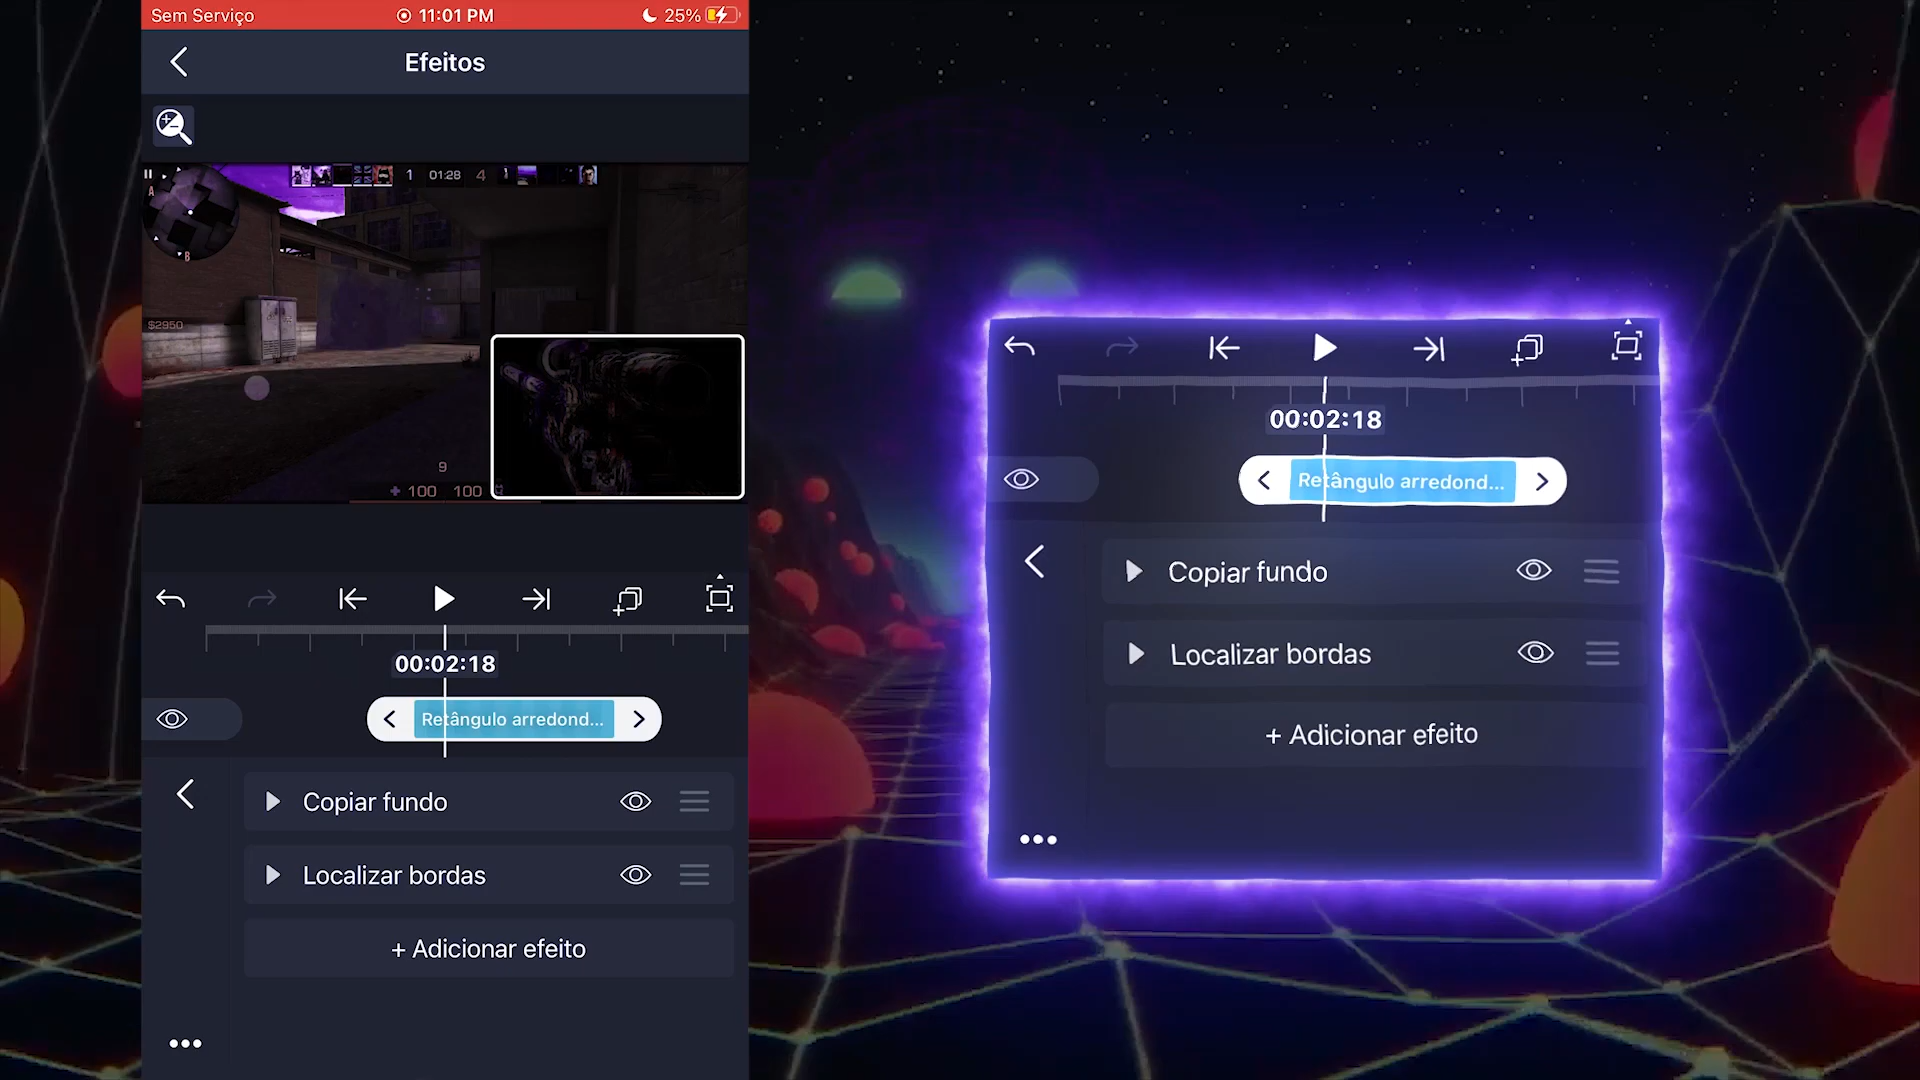 Sem Serviço
11:01 PM
25%
Efeitos
1 01:28 4
A
B
$2950
9
100 100
00:02:18
Retângulo arredond...
Copiar fundo
Localizar bordas
+ Adicionar efeito
00:02:18
Retângulo arredond...
Copiar fundo
Localizar bordas
+ Adicionar efeito